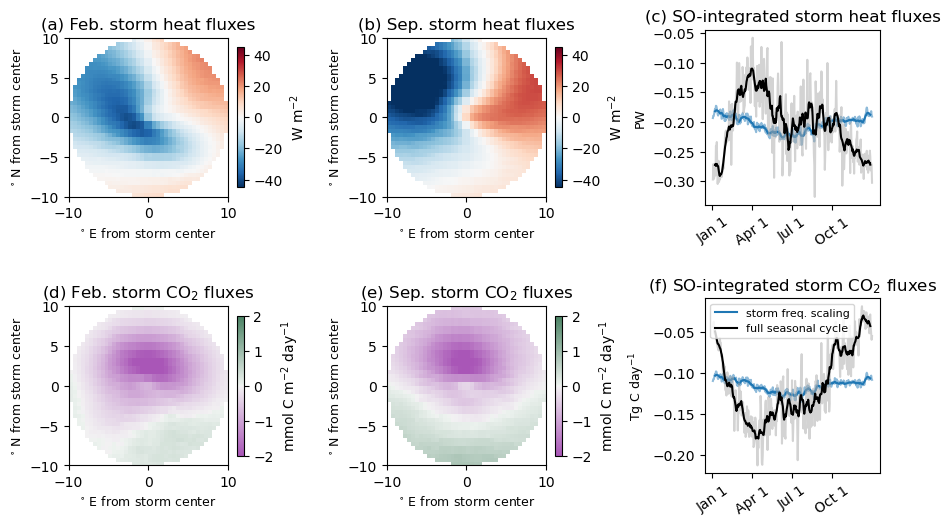 (a) Feb. storm heat fluxes
(b) Sep. storm heat fluxes
(c) SO-integrated storm heat fluxes
10
5
0
−5
−10
° N from storm center
−10
0
10
° E from storm center
40
20
0
−20
−40
W m−2
10
5
0
−5
−10
° N from storm center
−10
0
10
° E from storm center
40
20
0
−20
−40
W m−2
−0.05
−0.10
−0.15
−0.20
−0.25
−0.30
PW
Jan 1
Apr 1
Jul 1
Oct 1
(d) Feb. storm CO2 fluxes
(e) Sep. storm CO2 fluxes
(f) SO-integrated storm CO2 fluxes
10
5
0
−5
−10
° N from storm center
−10
0
10
° E from storm center
2
1
0
−1
−2
mmol C m−2 day−1
10
5
0
−5
−10
° N from storm center
−10
0
10
° E from storm center
2
1
0
−1
−2
mmol C m−2 day−1
storm freq. scaling
full seasonal cycle
−0.05
−0.10
−0.15
−0.20
Tg C day−1
Jan 1
Apr 1
Jul 1
Oct 1